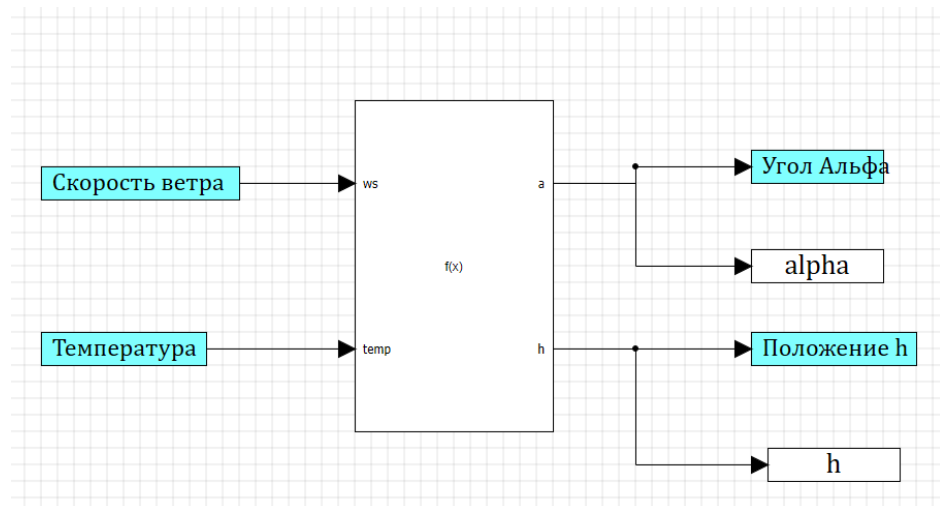 Скорость ветра
ws
a
Угол Альфа
alpha
f(x)
Температура
temp
h
Положение h
h